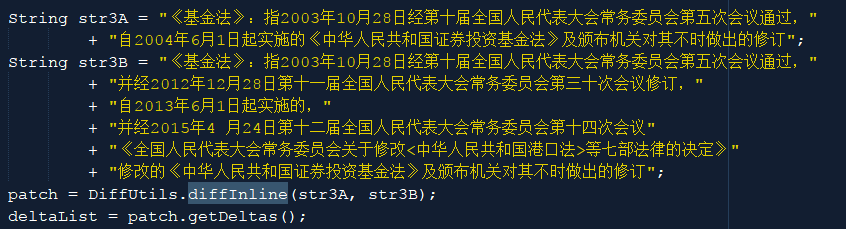 String str3A = "《基金法》：指2003年10月28日经第十届全国人民代表大会常务委员会第五次会议通过，"
+ "自2004年6月1日起实施的《中华人民共和国证券投资基金法》及颁布机关对其不时做出的修订";
String str3B = "《基金法》：指2003年10月28日经第十届全国人民代表大会常务委员会第五次会议通过，"
+ "并经2012年12月28日第十一届全国人民代表大会常务委员会第三十次会议修订，"
+ "自2013年6月1日起实施的，"
+ "并经2015年4 月24日第十二届全国人民代表大会常务委员会第十四次会议"
+ "《全国人民代表大会常务委员会关于修改<中华人民共和国港口法>等七部法律的决定》"
+ "修改的《中华人民共和国证券投资基金法》及颁布机关对其不时做出的修订";
patch = DiffUtils.diffInline(str3A, str3B);
deltaList = patch.getDeltas();